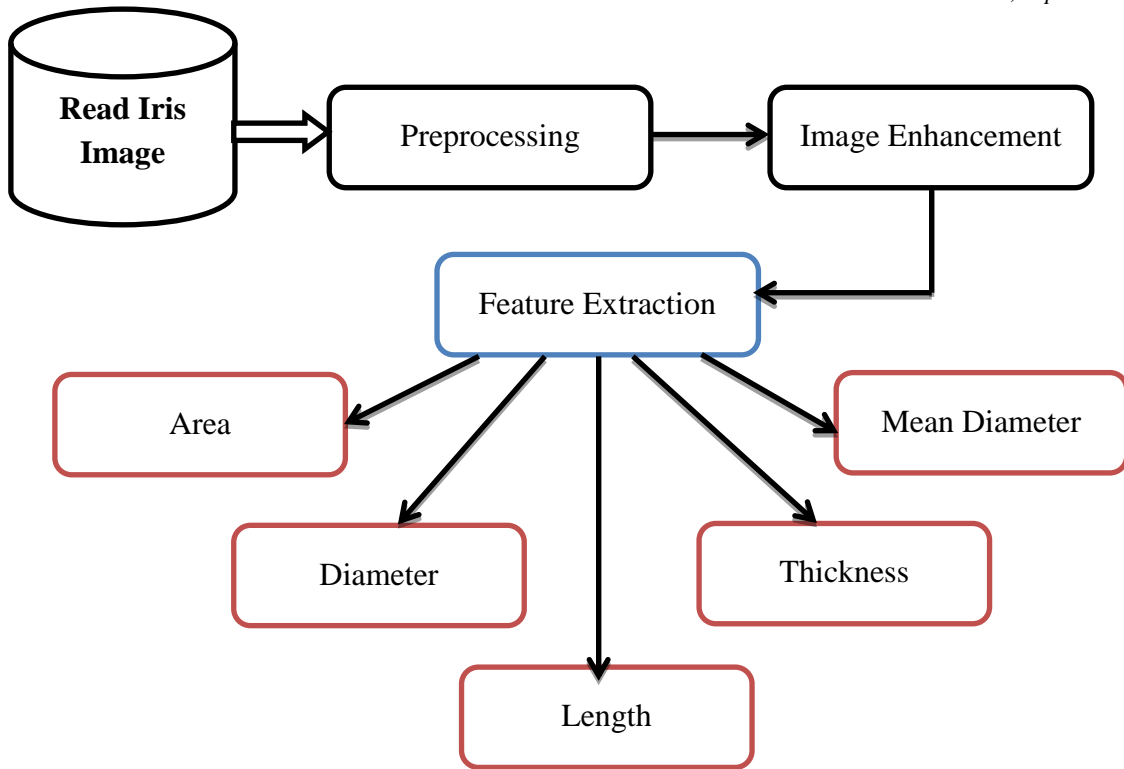 Read Iris
Image
Preprocessing
Image Enhancement
Feature Extraction
Area
Mean Diameter
Diameter
Thickness
Length